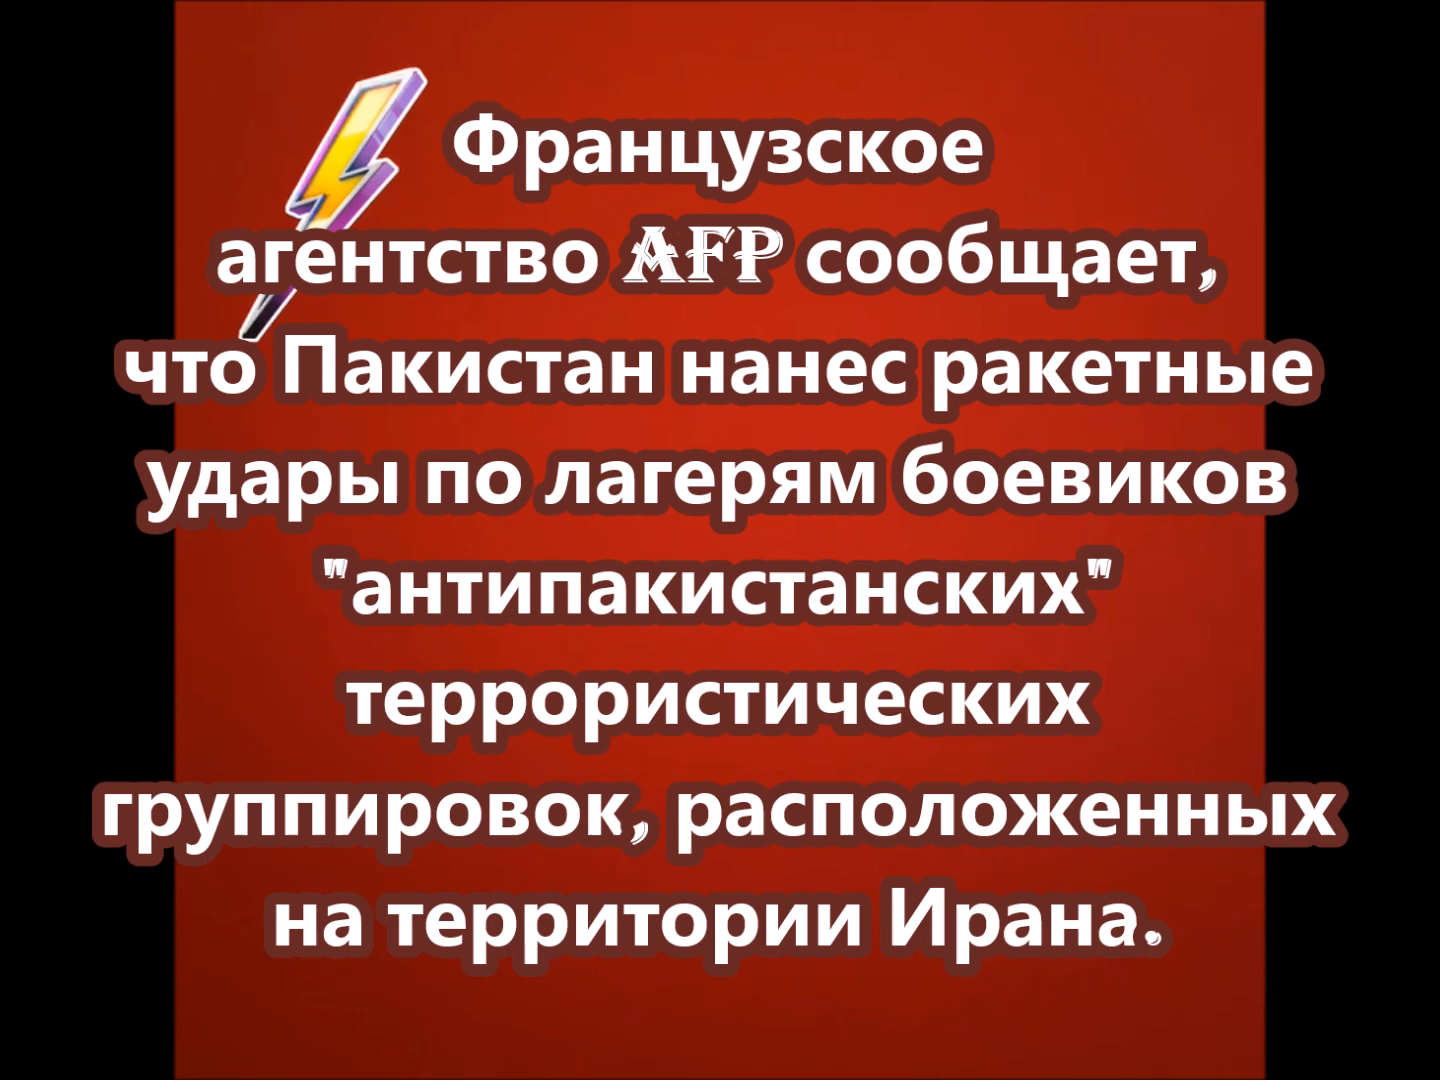 Французское
агентство AFP сообщает,
что Пакистан нанес ракетные
удары по лагерям боевиков
"антипакистанских"
террористических
группировок, расположенных
на территории Ирана.